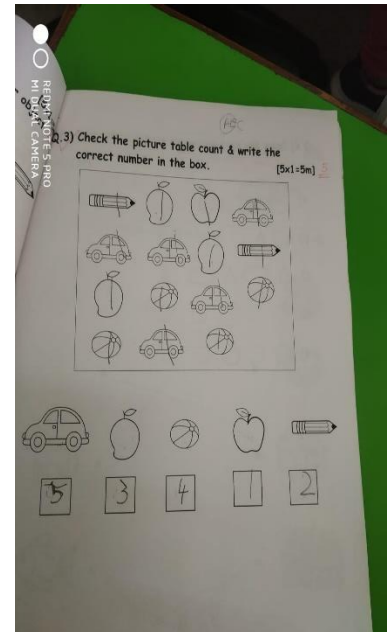 REDMI NOTE 5 PRO
MI DUAL CAMERA
Q.3) Check the picture table count & write the
correct number in the box.
[5x1=5m] 5
5 3 4 1 2